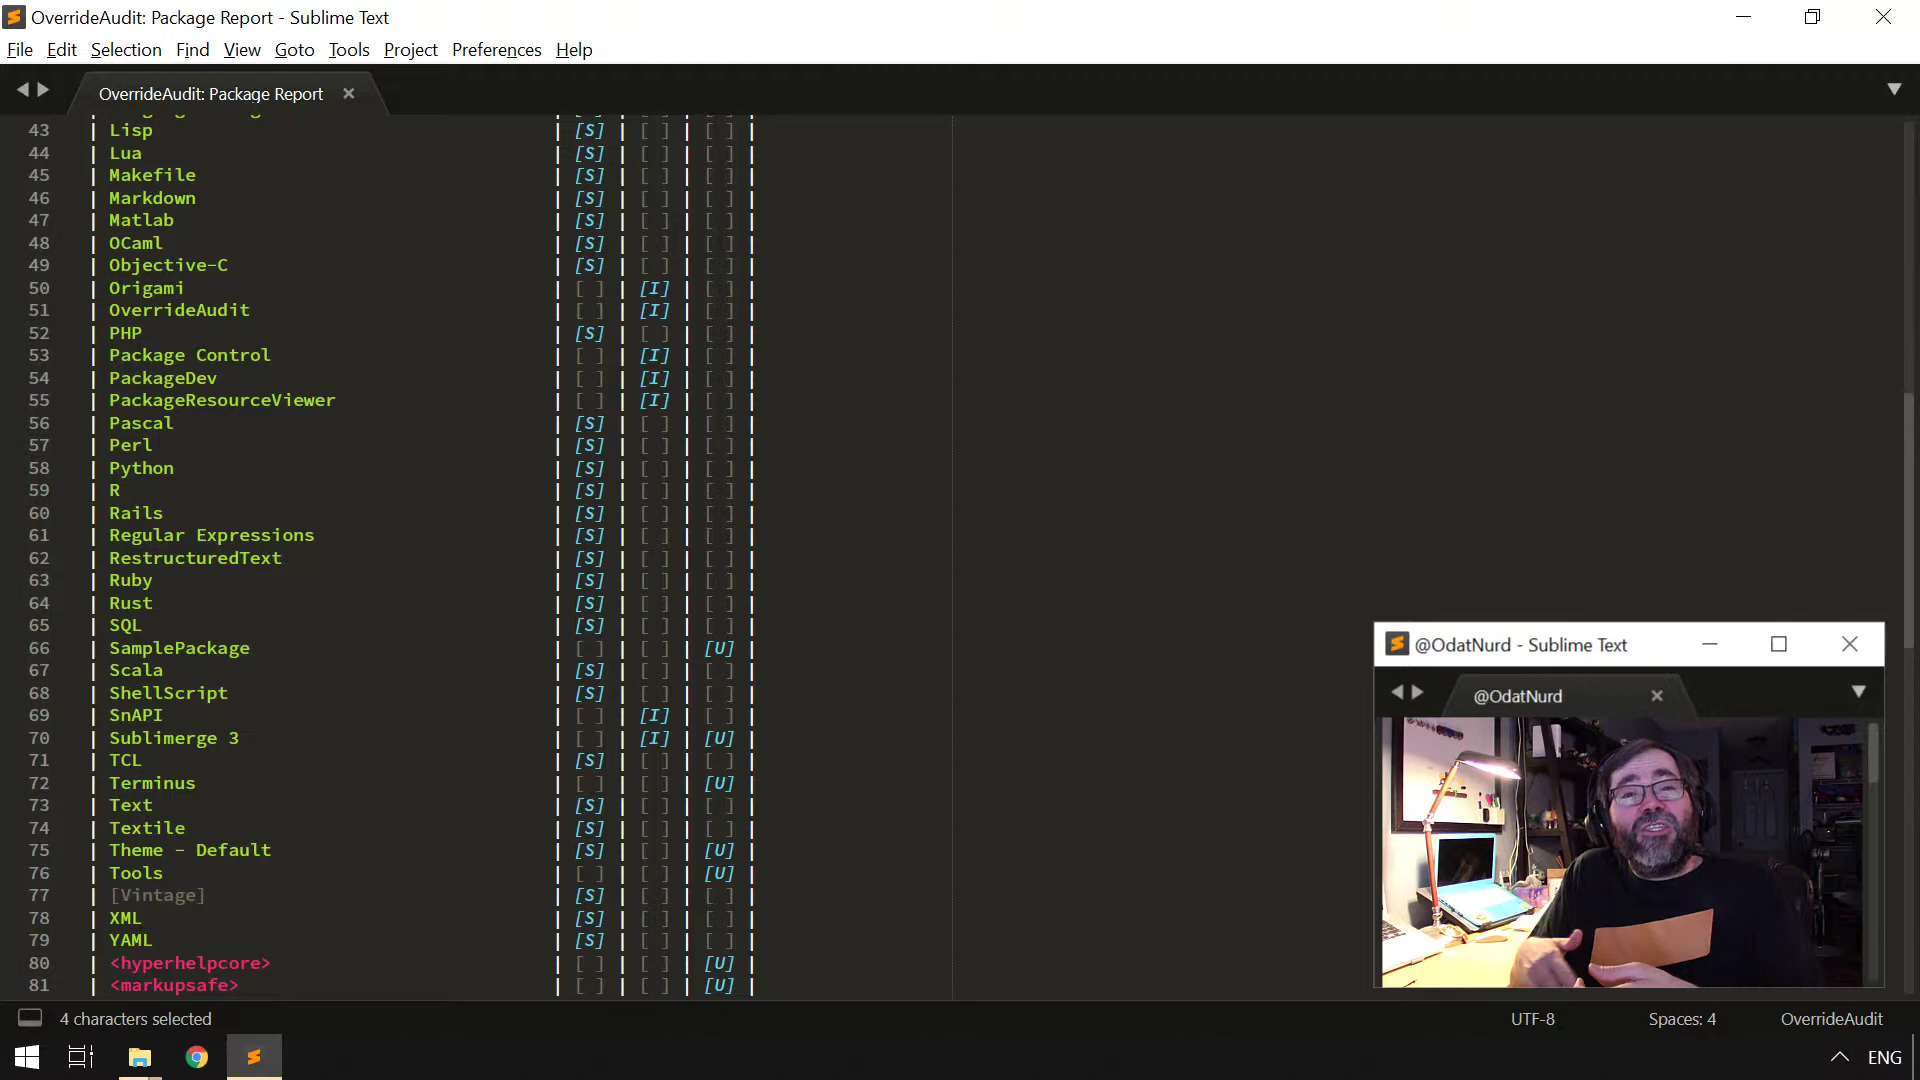 OverrideAudit: Package Report - Sublime Text
File Edit Selection Find View Goto Tools Project Preferences Help
OverrideAudit: Package Report
43 | Lisp | [S] | [ ] | [ ] |
44 | Lua | [S] | [ ] | [ ] |
45 | Makefile | [S] | [ ] | [ ] |
46 | Markdown | [S] | [ ] | [ ] |
47 | Matlab | [S] | [ ] | [ ] |
48 | OCaml | [S] | [ ] | [ ] |
49 | Objective-C | [S] | [ ] | [ ] |
50 | Origami | [ ] | [I] | [ ] |
51 | OverrideAudit | [ ] | [I] | [ ] |
52 | PHP | [S] | [ ] | [ ] |
53 | Package Control | [ ] | [I] | [ ] |
54 | PackageDev | [ ] | [I] | [ ] |
55 | PackageResourceViewer | [ ] | [I] | [ ] |
56 | Pascal | [S] | [ ] | [ ] |
57 | Perl | [S] | [ ] | [ ] |
58 | Python | [S] | [ ] | [ ] |
59 | R | [S] | [ ] | [ ] |
60 | Rails | [S] | [ ] | [ ] |
61 | Regular Expressions | [S] | [ ] | [ ] |
62 | RestructuredText | [S] | [ ] | [ ] |
63 | Ruby | [S] | [ ] | [ ] |
64 | Rust | [S] | [ ] | [ ] |
65 | SQL | [S] | [ ] | [ ] |
66 | SamplePackage | [ ] | [ ] | [U] |
67 | Scala | [S] | [ ] | [ ] |
68 | ShellScript | [S] | [ ] | [ ] |
69 | SnAPI | [ ] | [I] | [ ] |
70 | Sublimerge 3 | [ ] | [I] | [U] |
71 | TCL | [S] | [ ] | [ ] |
72 | Terminus | [ ] | [ ] | [U] |
73 | Text | [S] | [ ] | [ ] |
74 | Textile | [S] | [ ] | [ ] |
75 | Theme - Default | [S] | [ ] | [U] |
76 | Tools | [ ] | [ ] | [U] |
77 | [Vintage] | [S] | [ ] | [ ] |
78 | XML | [S] | [ ] | [ ] |
79 | YAML | [S] | [ ] | [ ] |
80 | <hyperhelpcore> | [ ] | [ ] | [U] |
81 | <markupsafe> | [ ] | [ ] | [U] |
@OdatNurd - Sublime Text
@OdatNurd
4 characters selected
UTF-8
Spaces: 4
OverrideAudit
ENG